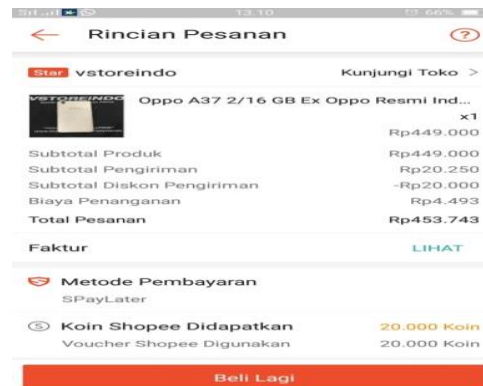 13.10
66%
Rincian Pesanan
?
Star vstoreindo Kunjungi Toko >
VSTOREINDO
Oppo A37 2/16 GB Ex Oppo Resmi Ind...
x1
Rp449.000
Subtotal Produk Rp449.000
Subtotal Pengiriman Rp20.250
Subtotal Diskon Pengiriman -Rp20.000
Biaya Penanganan Rp4.493
Total Pesanan Rp453.743
Faktur LIHAT
Metode Pembayaran
SPayLater
S Koin Shopee Didapatkan 20.000 Koin
Voucher Shopee Digunakan 20.000 Koin
Beli Lagi